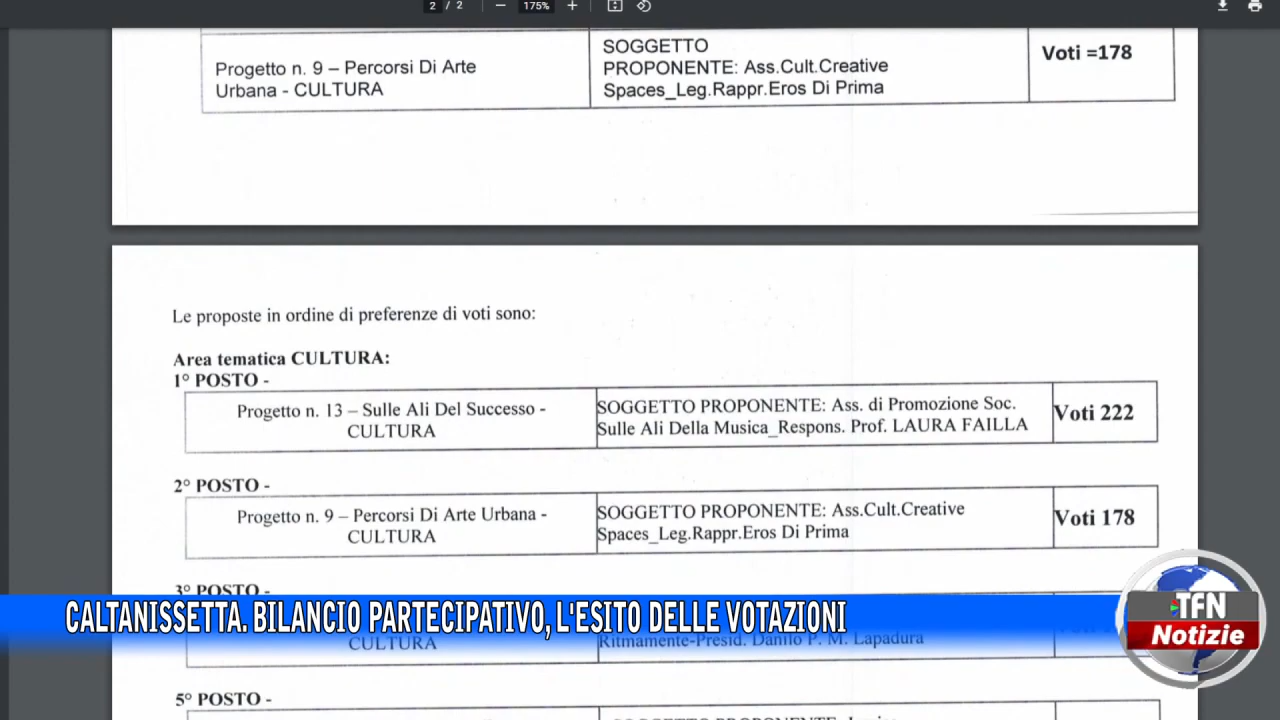 2 / 2 — 175% +
SOGGETTO
PROPONENTE: Ass.Cult.Creative
Spaces_Leg.Rappr.Eros Di Prima
Progetto n. 9 – Percorsi Di Arte
Urbana - CULTURA
Voti =178
Le proposte in ordine di preferenze di voti sono:
Area tematica CULTURA:
1° POSTO -
Progetto n. 13 – Sulle Ali Del Successo -
CULTURA
SOGGETTO PROPONENTE: Ass. di Promozione Soc.
Sulle Ali Della Musica_Respons. Prof. LAURA FAILLA
Voti 222
2° POSTO -
Progetto n. 9 – Percorsi Di Arte Urbana -
CULTURA
SOGGETTO PROPONENTE: Ass.Cult.Creative
Spaces_Leg.Rappr.Eros Di Prima
Voti 178
3° POSTO -
CALTANISSETTA. BILANCIO PARTECIPATIVO, L'ESITO DELLE VOTAZIONI
CULTURA
Ritmamente-Presid. Danilo P. M. Lapadura
TFN
Notizie
5° POSTO -
SOGGETTO PROPONENTE